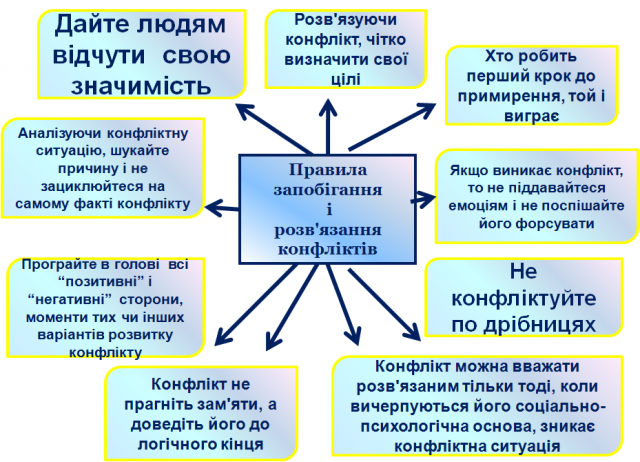 Дайте людям
відчути свою
значимість
Розв'язуючи
конфлікт, чітко
визначити свої
цілі
Хто робить
перший крок до
примирення, той і
виграє
Аналізуючи конфліктну
ситуацію, шукайте
причину і не
зациклюйтеся на
самому факті конфлікту
Правила
запобігання
і
розв'язання
конфліктів
Якщо виникає конфлікт,
то не піддавайтеся
емоціям і не поспішайте
його форсувати
Програйте в голові всі
“позитивні” і
“негативні” сторони,
моменти тих чи інших
варіантів розвитку
конфлікту
Не
конфліктуйте
по дрібницях
Конфлікт не
прагніть зам'яти, а
доведіть його до
логічного кінця
Конфлікт можна вважати
розв'язаним тільки тоді, коли
вичерпуються його соціально-
психологічна основа, зникає
конфліктна ситуація